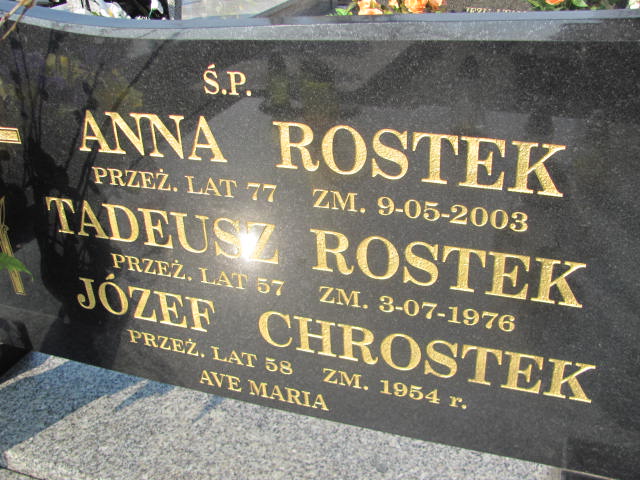 Ś.P.
ANNA ROSTEK
PRZEŻ. LAT 77 ZM. 9-05-2003
TADEUSZ ROSTEK
PRZEŻ. LAT 57 ZM. 3-07-1976
JÓZEF CHROSTEK
PRZEŻ. LAT 58 ZM. 1954 r.
AVE MARIA